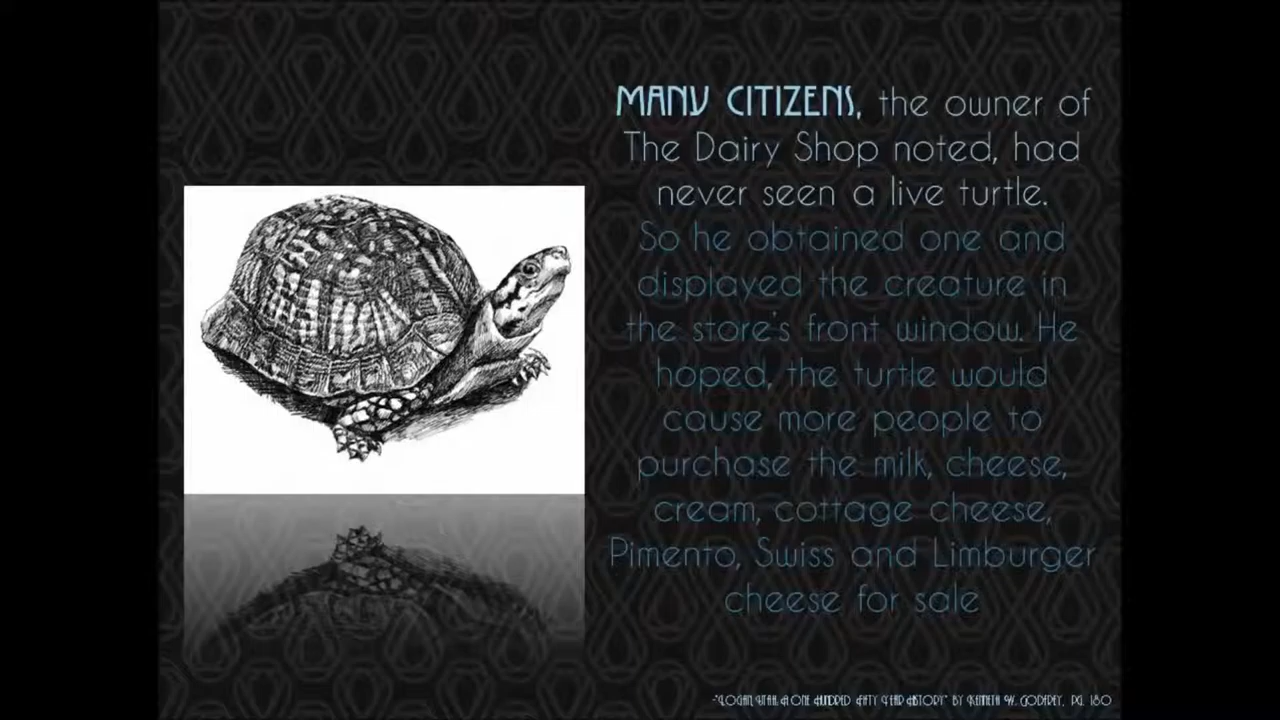 MANY CITIZENS, the owner of
The Dairy Shop noted, had
never seen a live turtle.
So he obtained one and
displayed the creature in
the store's front window. He
hoped, the turtle would
cause more people to
purchase the milk, cheese,
cream, cottage cheese,
Pimento, Swiss and Limburger
cheese for sale
-"LOGAN, UTAH: A ONE HUNDRED FIFTY YEAR HISTORY" BY KENNETH W. GODFREY, PG. 180